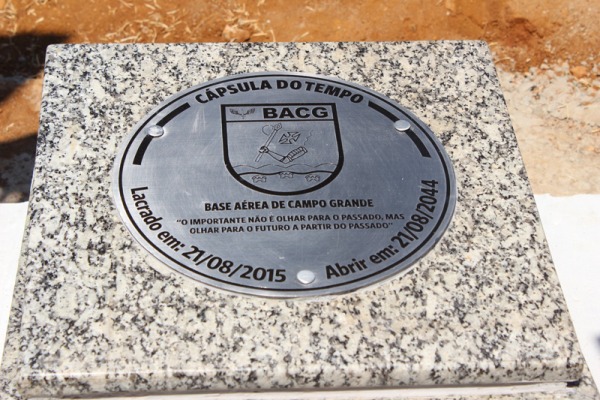 CÁPSULA DO TEMPO
BACG
BASE AÉREA DE CAMPO GRANDE
"O IMPORTANTE NÃO É OLHAR PARA O PASSADO, MAS
OLHAR PARA O FUTURO A PARTIR DO PASSADO"
Lacrado em: 21/08/2015
Abrir em: 21/08/2044